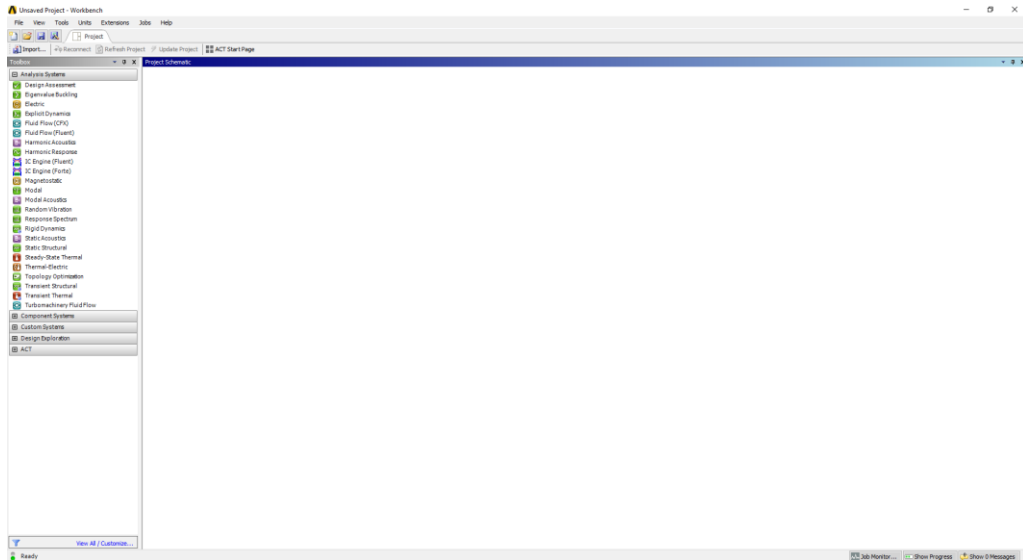 Unsaved Project - Workbench
File View Tools Units Extensions Jobs Help
Project
Import... Reconnect Refresh Project Update Project ACT Start Page
Toolbox
Project Schematic
Analysis Systems
Design Assessment
Eigenvalue Buckling
Electric
Explicit Dynamics
Fluid Flow (CFX)
Fluid Flow (Fluent)
Harmonic Acoustics
Harmonic Response
IC Engine (Fluent)
IC Engine (Forte)
Magnetostatic
Modal
Modal Acoustics
Random Vibration
Response Spectrum
Rigid Dynamics
Static Acoustics
Static Structural
Steady-State Thermal
Thermal-Electric
Topology Optimization
Transient Structural
Transient Thermal
Turbomachinery Fluid Flow
Component Systems
Custom Systems
Design Exploration
ACT
View All / Customize...
Ready
Job Monitor... Show Progress Show 0 Messages